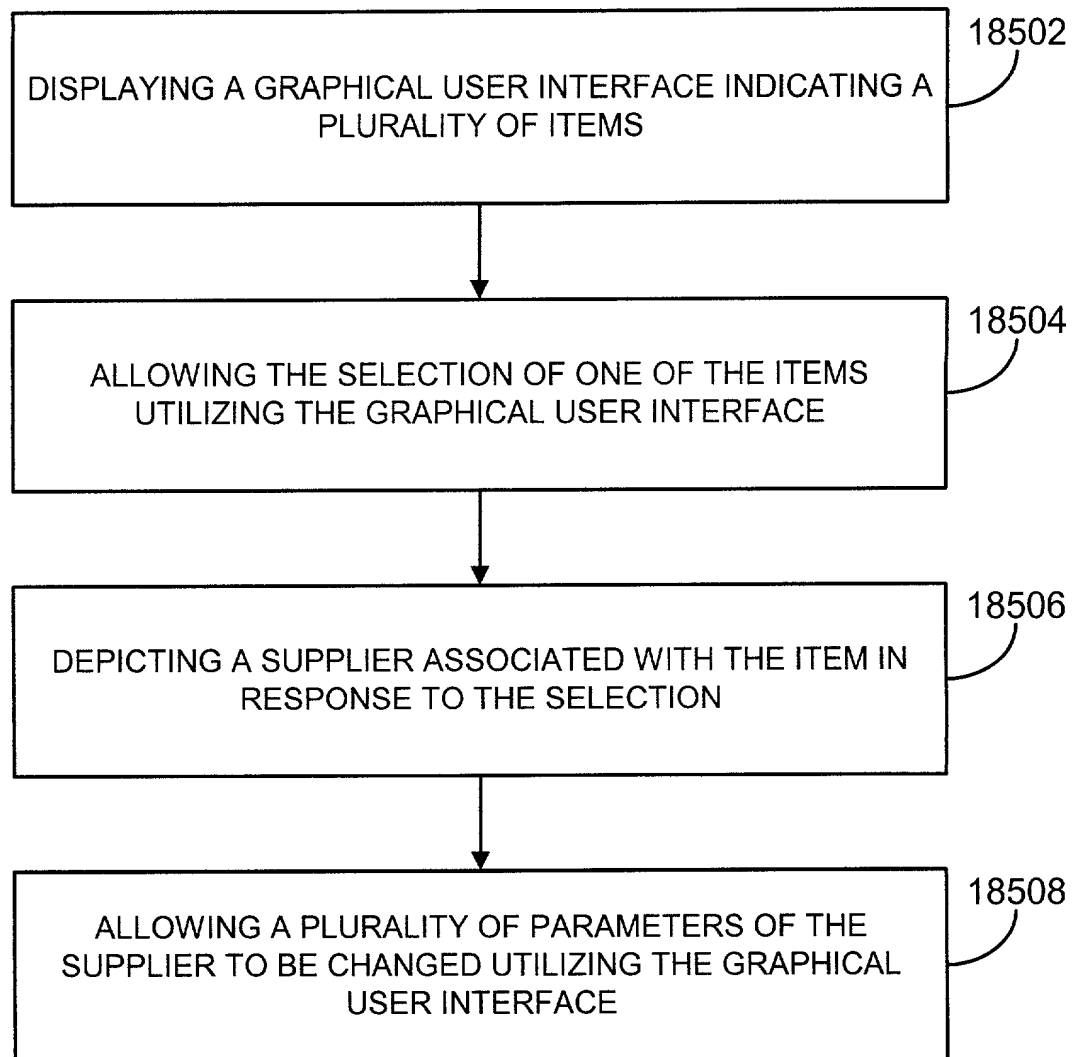 18502
DISPLAYING A GRAPHICAL USER INTERFACE INDICATING A
PLURALITY OF ITEMS
18504
ALLOWING THE SELECTION OF ONE OF THE ITEMS
UTILIZING THE GRAPHICAL USER INTERFACE
18506
DEPICTING A SUPPLIER ASSOCIATED WITH THE ITEM IN
RESPONSE TO THE SELECTION
18508
ALLOWING A PLURALITY OF PARAMETERS OF THE
SUPPLIER TO BE CHANGED UTILIZING THE GRAPHICAL
USER INTERFACE